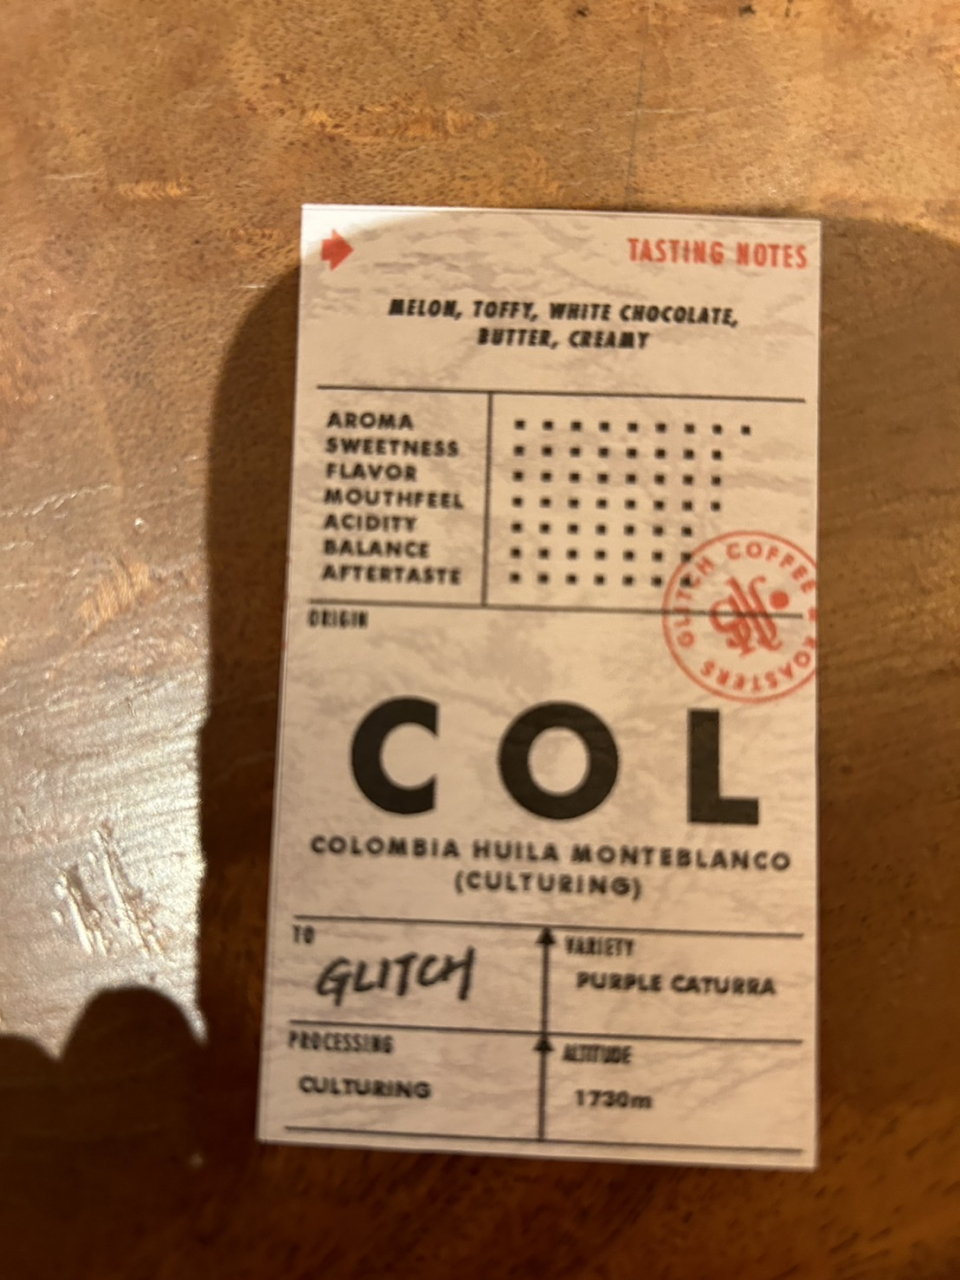 TASTING NOTES
MELON, TOFFY, WHITE CHOCOLATE,
BUTTER, CREAMY
AROMA
SWEETNESS
FLAVOR
MOUTHFEEL
ACIDITY
BALANCE
AFTERTASTE
GLITCH COFFEE & ROASTERS
ORIGIN
COL
COLOMBIA HUILA MONTEBLANCO
(CULTURING)
TO
GLITCH
VARIETY
PURPLE CATURRA
PROCESSING
CULTURING
ALTITUDE
1730m